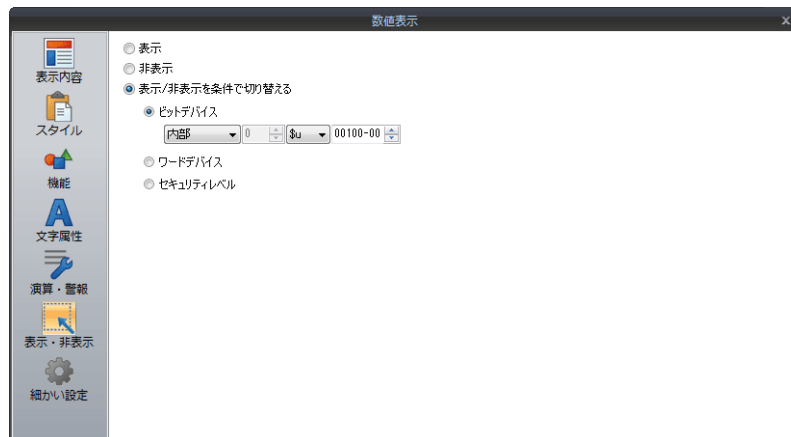 数値表示
x
表示内容
スタイル
機能
文字属性
演算・警報
表示・非表示
細かい設定
表示
非表示
表示/非表示を条件で切り替える
ビットデバイス
内部 0 $u 00100-00
ワードデバイス
セキュリティレベル